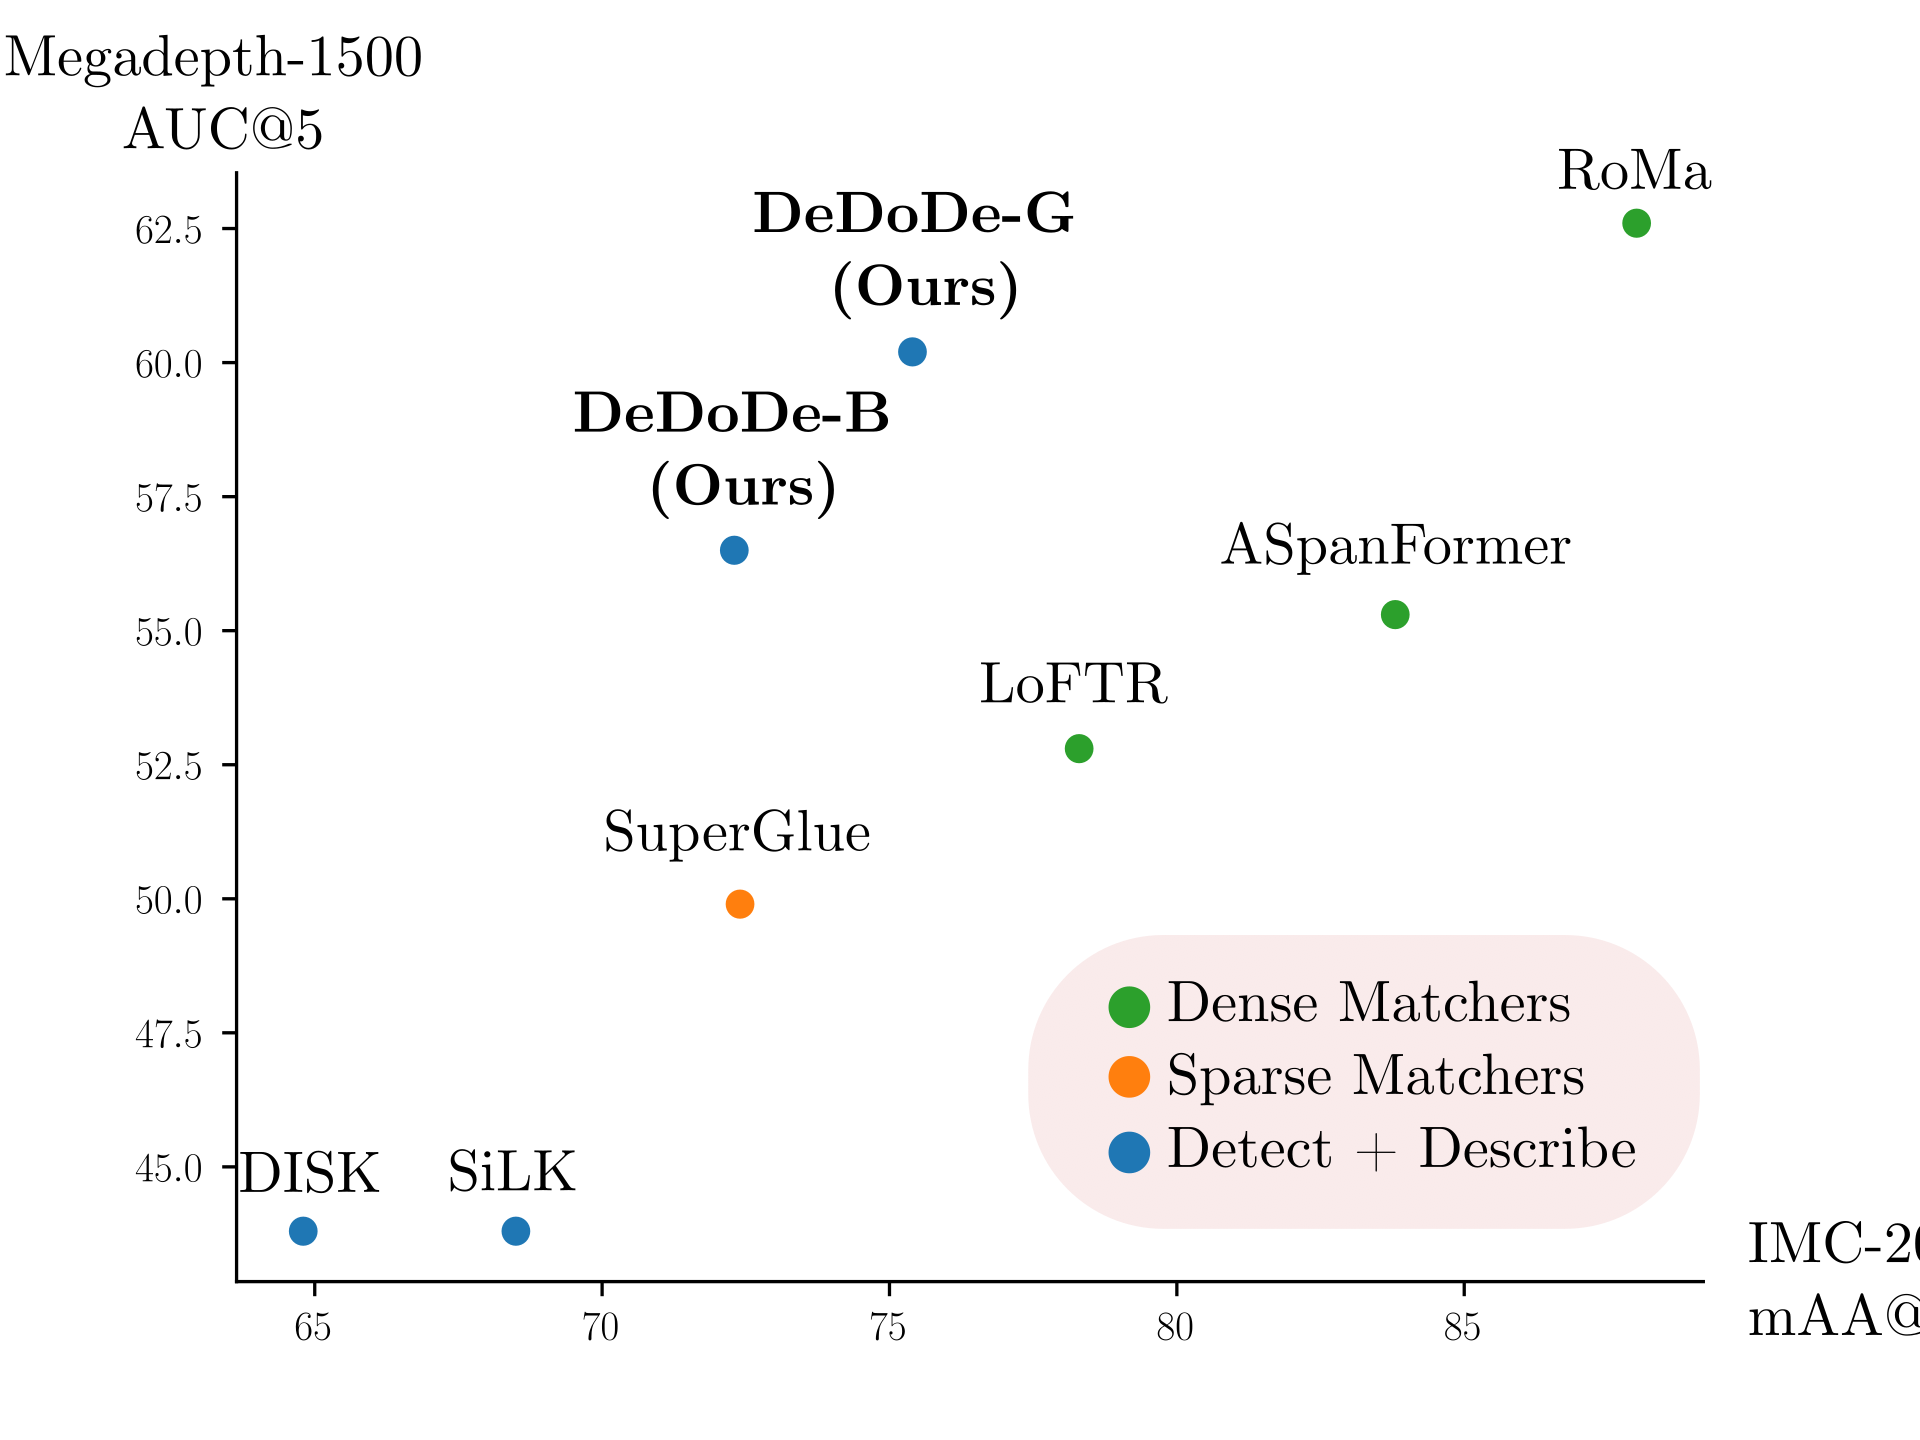 Megadepth-1500
AUC@5
RoMa
DeDoDe-G
(Ours)
62.5
60.0
DeDoDe-B
(Ours)
57.5
ASpanFormer
55.0
LoFTR
52.5
SuperGlue
50.0
Dense Matchers
47.5
Sparse Matchers
Detect + Describe
45.0
DISK
SiLK
IMC-20
mAA@
65
70
75
80
85